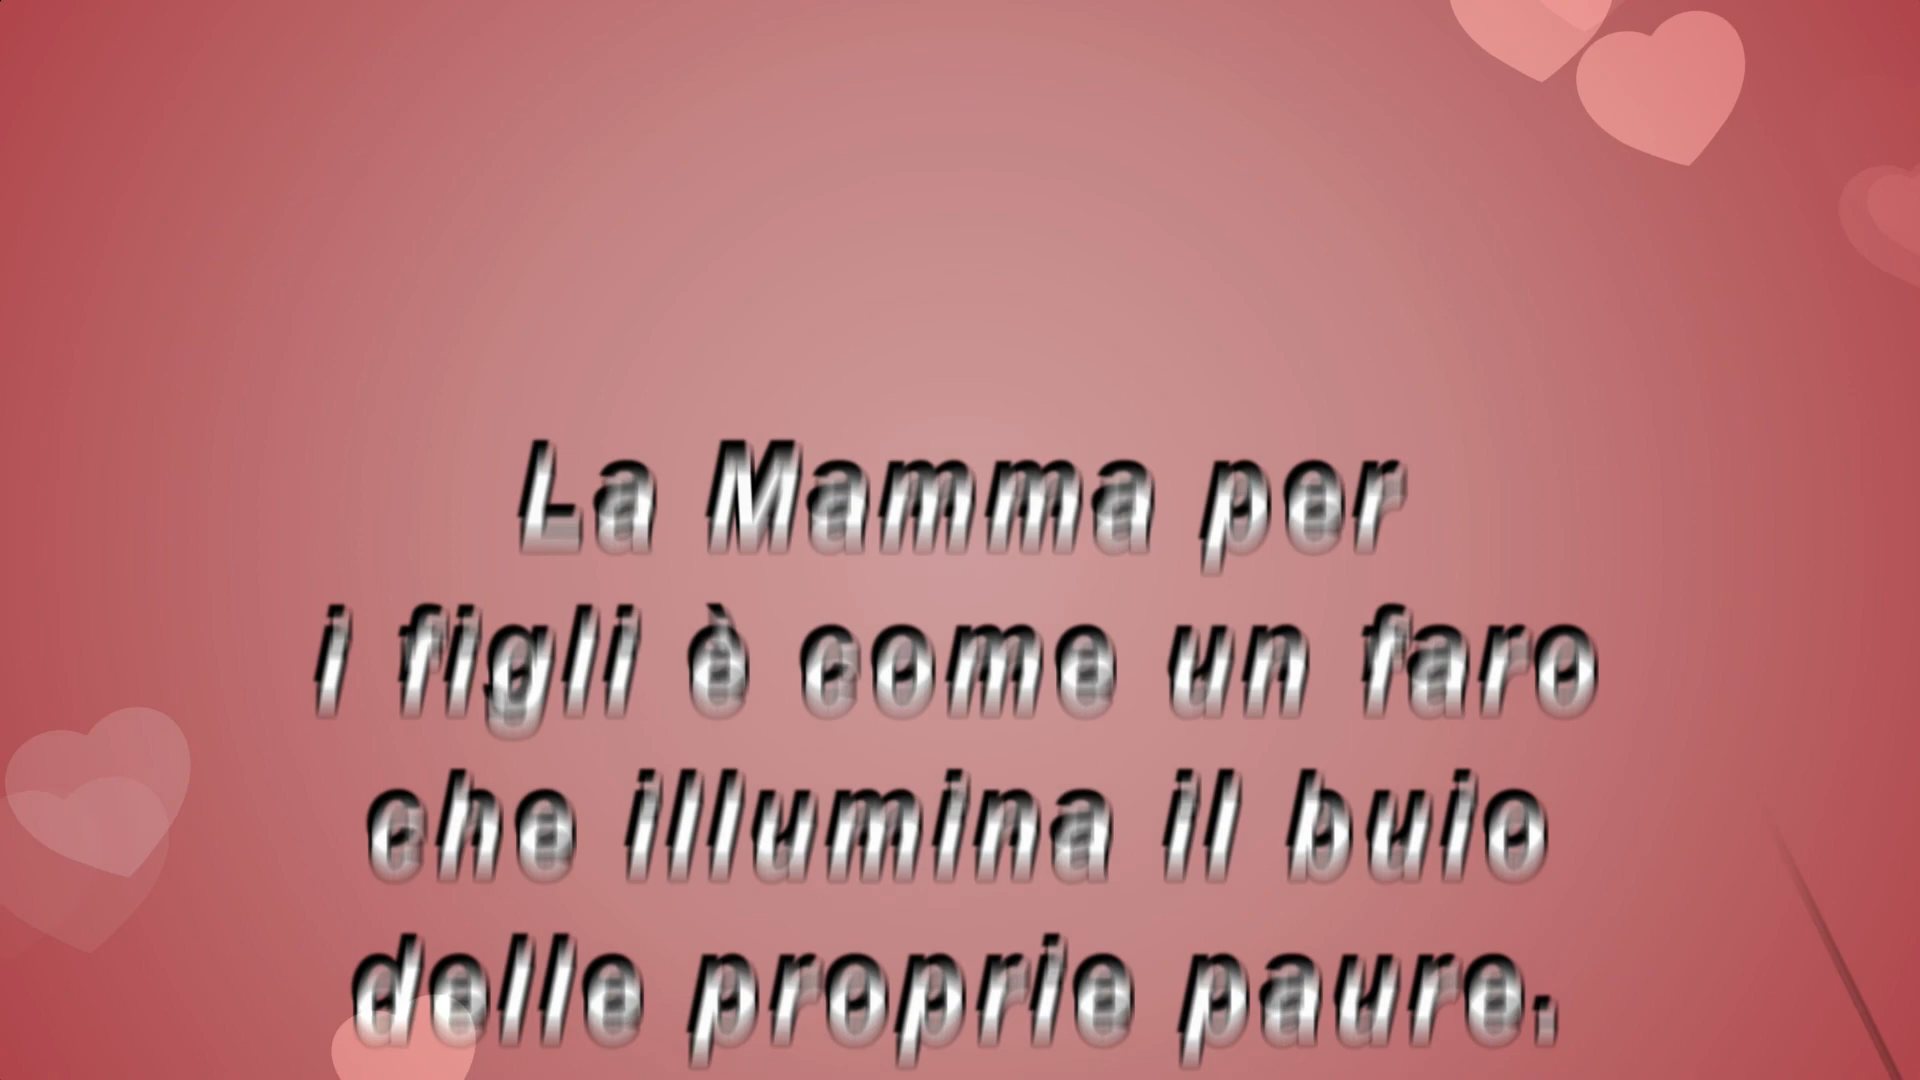 La Mamma per
i figli è come un faro
che illumina il buio
delle proprie paure.